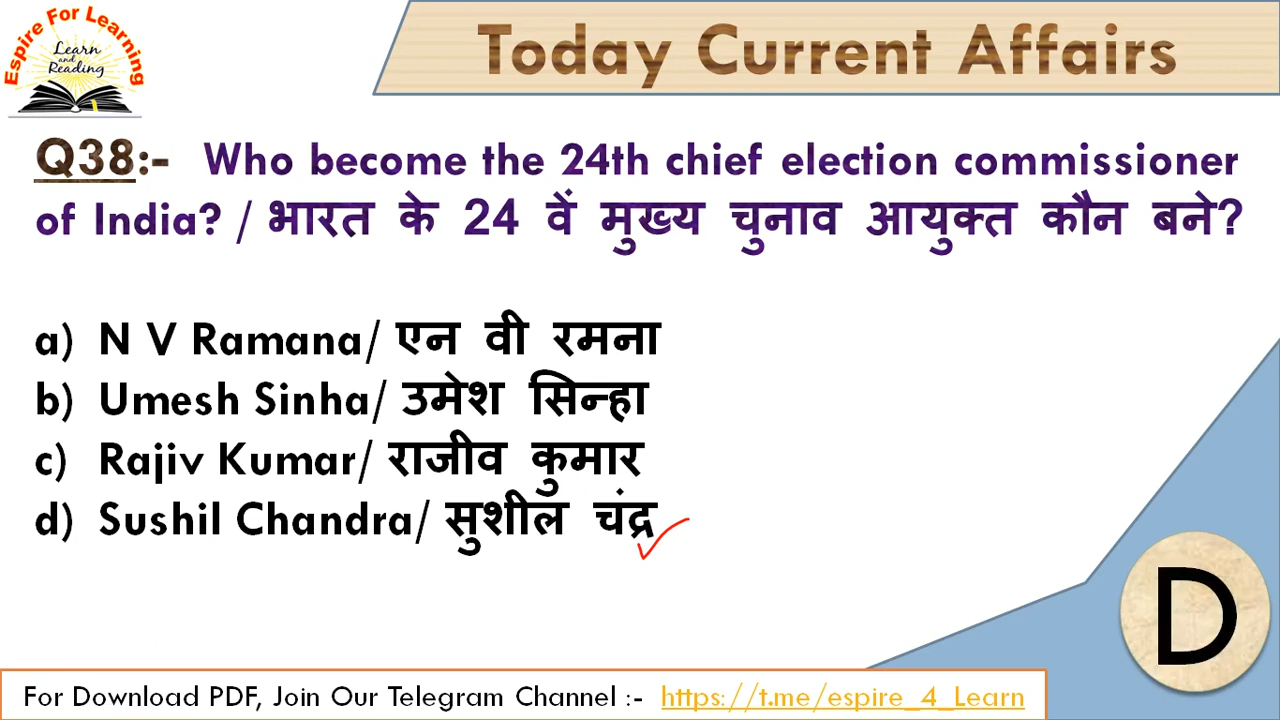 Espire For Learning
Learn
and
Reading
Today Current Affairs
Q38:- Who become the 24th chief election commissioner
of India? / भारत के 24 वें मुख्य चुनाव आयुक्त कौन बने?
a) N V Ramana/ एन वी रमना
b) Umesh Sinha/ उमेश सिन्हा
c) Rajiv Kumar/ राजीव कुमार
d) Sushil Chandra/ सुशील चंद्र
D
For Download PDF, Join Our Telegram Channel :- https://t.me/espire_4_Learn